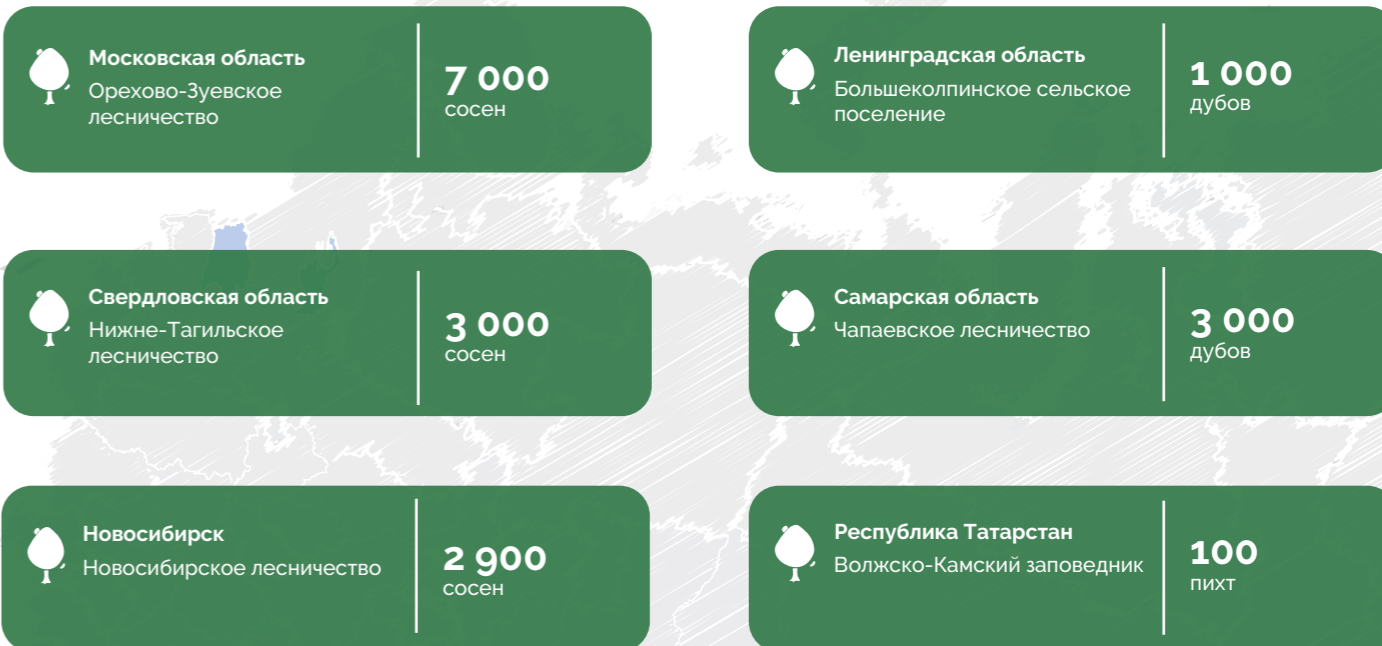 Московская область
Орехово-Зуевское
лесничество
7 000
сосен
Ленинградская область
Большеколпинское сельское
поселение
1 000
дубов
Свердловская область
Нижне-Тагильское
лесничество
3 000
сосен
Самарская область
Чапаевское лесничество
3 000
дубов
Новосибирск
Новосибирское лесничество
2 900
сосен
Республика Татарстан
Волжско-Камский заповедник
100
пихт